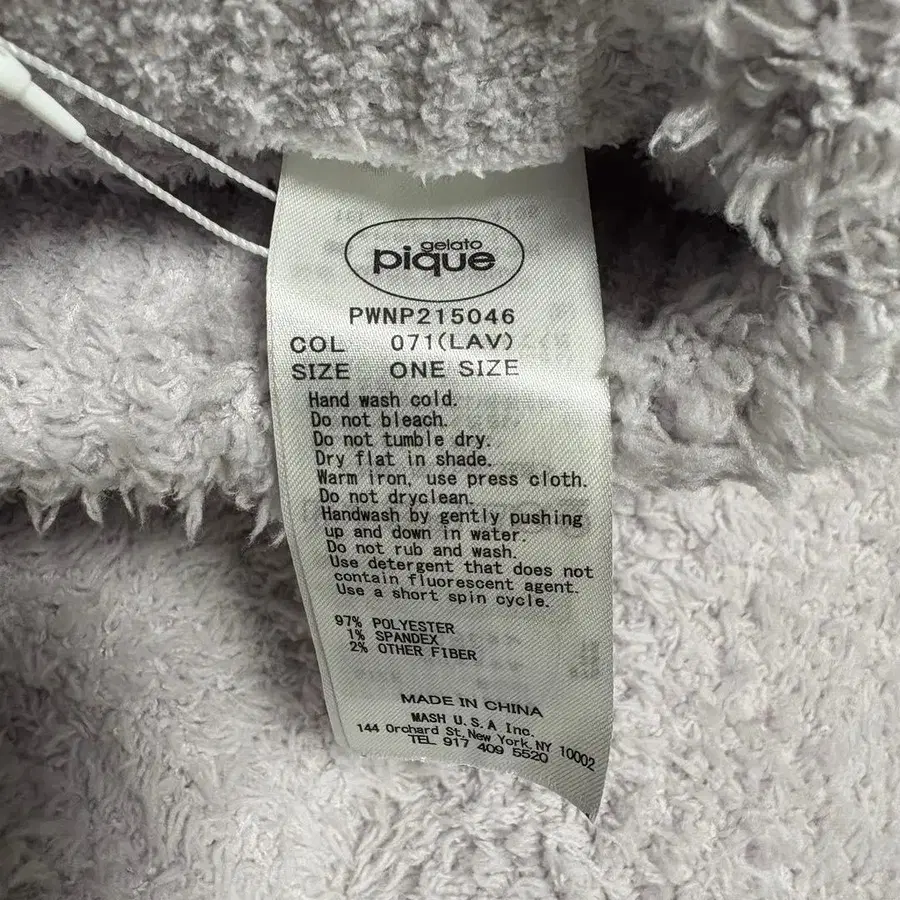 gelato
pique
PWNP215046
COL 071(LAV)
SIZE ONE SIZE
Hand wash cold.
Do not bleach.
Do not tumble dry.
Dry flat in shade.
Warm iron, use press cloth.
Do not dryclean.
Handwash by gently pushing
up and down in water.
Do not rub and wash.
Use detergent that does not
contain fluorescent agent.
Use a short spin cycle.
97% POLYESTER
1% SPANDEX
2% OTHER FIBER
MADE IN CHINA
MASH U.S.A Inc.
144 Orchard St, New York, NY 10002
TEL 917 409 5520